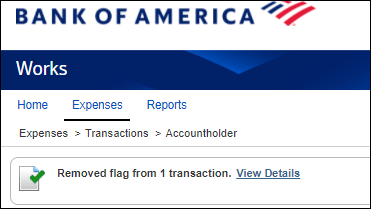 BANK OF AMERICA
Works
Home Expenses Reports
Expenses > Transactions > Accountholder
Removed flag from 1 transaction. View Details